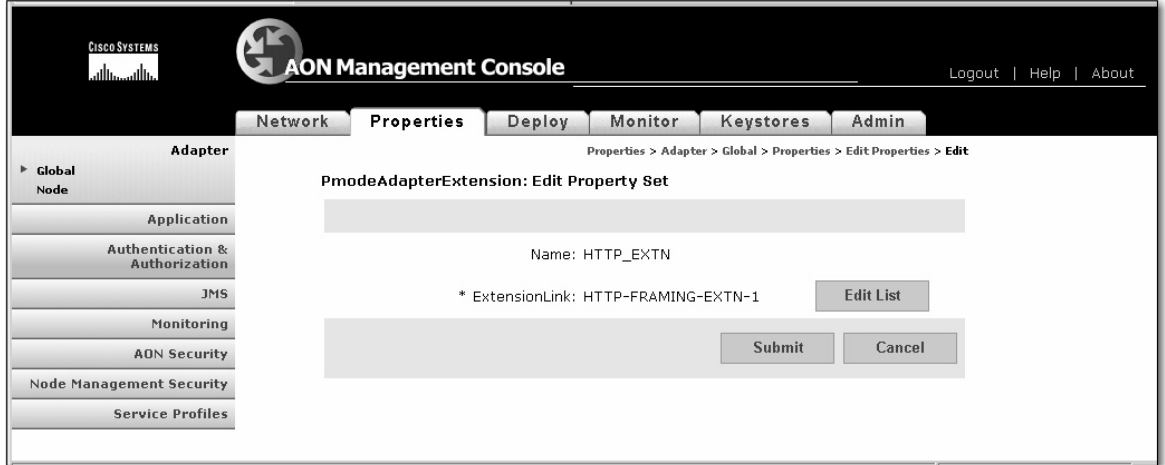 CISCO SYSTEMS
AON Management Console
Logout | Help | About
Network Properties Deploy Monitor Keystores Admin
Adapter
Global
Node
Application
Authentication &
Authorization
JMS
Monitoring
AON Security
Node Management Security
Service Profiles
Properties > Adapter > Global > Properties > Edit Properties > Edit
PmodeAdapterExtension: Edit Property Set
Name: HTTP_EXTN
* ExtensionLink: HTTP-FRAMING-EXTN-1 Edit List
Submit Cancel